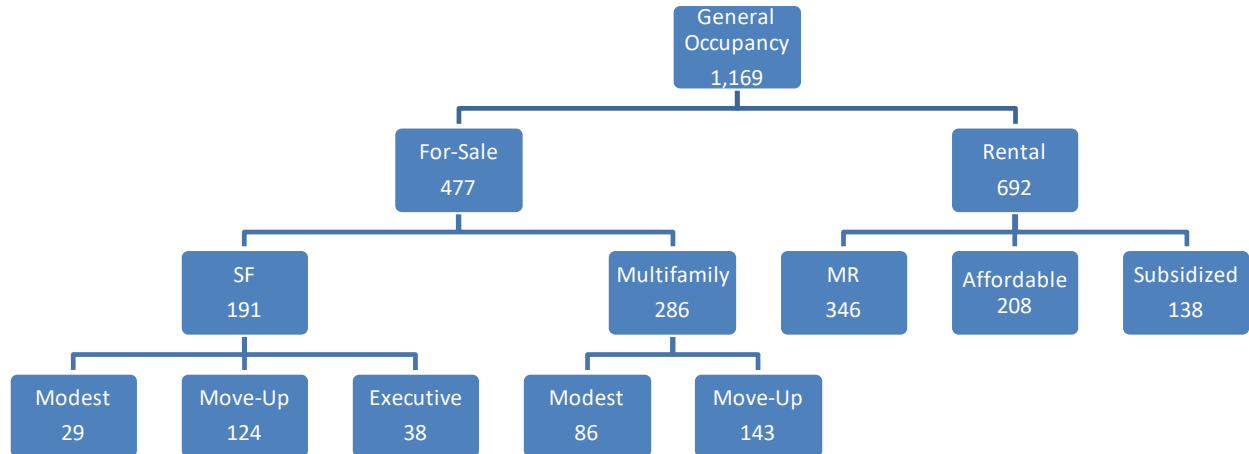 General
Occupancy
1,169
For-Sale
477
Rental
692
SF
191
Multifamily
286
MR
346
Affordable
208
Subsidized
138
Modest
29
Move-Up
124
Executive
38
Modest
86
Move-Up
143